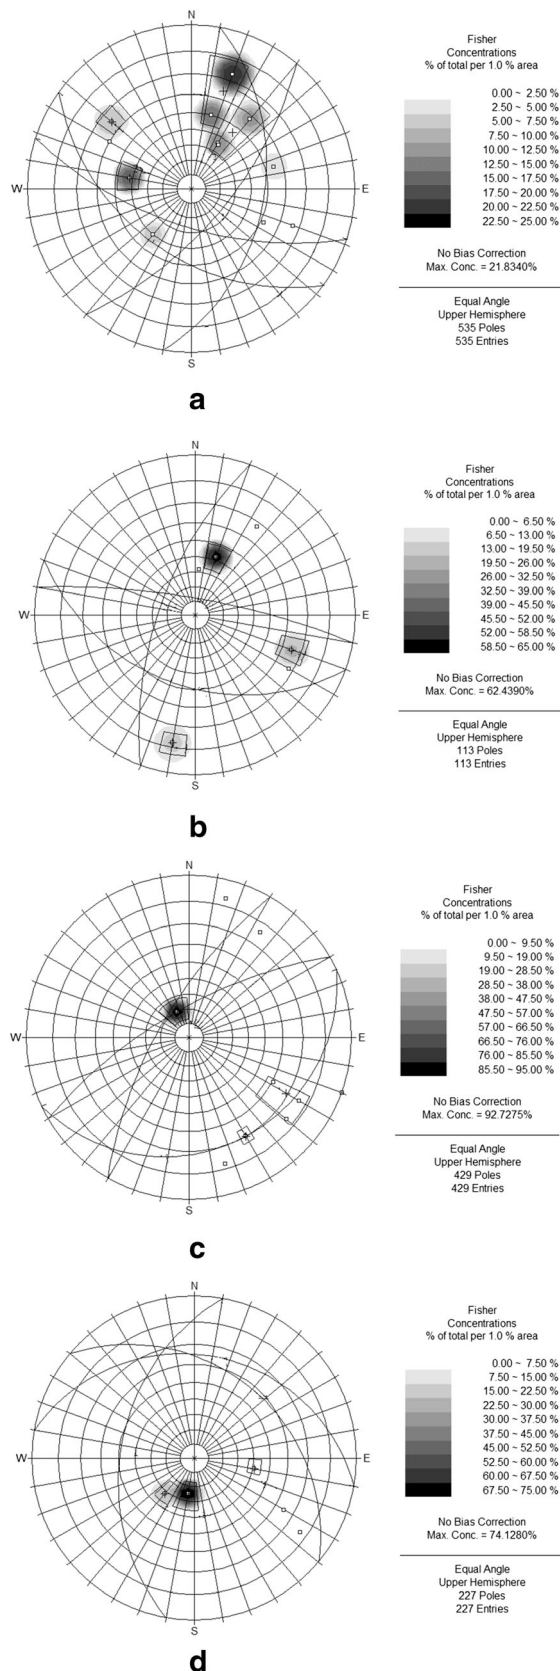 N
W
E
S
Fisher
Concentrations
% of total per 1.0 % area
0.00 ~ 2.50 %
2.50 ~ 5.00 %
5.00 ~ 7.50 %
7.50 ~ 10.00 %
10.00 ~ 12.50 %
12.50 ~ 15.00 %
15.00 ~ 17.50 %
17.50 ~ 20.00 %
20.00 ~ 22.50 %
22.50 ~ 25.00 %
No Bias Correction
Max. Conc. = 21.8340%
Equal Angle
Upper Hemisphere
535 Poles
535 Entries
a
N
W
E
S
Fisher
Concentrations
% of total per 1.0 % area
0.00 ~ 6.50 %
6.50 ~ 13.00 %
13.00 ~ 19.50 %
19.50 ~ 26.00 %
26.00 ~ 32.50 %
32.50 ~ 39.00 %
39.00 ~ 45.50 %
45.50 ~ 52.00 %
52.00 ~ 58.50 %
58.50 ~ 65.00 %
No Bias Correction
Max. Conc. = 62.4390%
Equal Angle
Upper Hemisphere
113 Poles
113 Entries
b
N
W
E
S
Fisher
Concentrations
% of total per 1.0 % area
0.00 ~ 9.50 %
9.50 ~ 19.00 %
19.00 ~ 28.50 %
28.50 ~ 38.00 %
38.00 ~ 47.50 %
47.50 ~ 57.00 %
57.00 ~ 66.50 %
66.50 ~ 76.00 %
76.00 ~ 85.50 %
85.50 ~ 95.00 %
No Bias Correction
Max. Conc. = 92.7275%
Equal Angle
Upper Hemisphere
429 Poles
429 Entries
c
N
W
E
S
Fisher
Concentrations
% of total per 1.0 % area
0.00 ~ 7.50 %
7.50 ~ 15.00 %
15.00 ~ 22.50 %
22.50 ~ 30.00 %
30.00 ~ 37.50 %
37.50 ~ 45.00 %
45.00 ~ 52.50 %
52.50 ~ 60.00 %
60.00 ~ 67.50 %
67.50 ~ 75.00 %
No Bias Correction
Max. Conc. = 74.1280%
Equal Angle
Upper Hemisphere
227 Poles
227 Entries
d